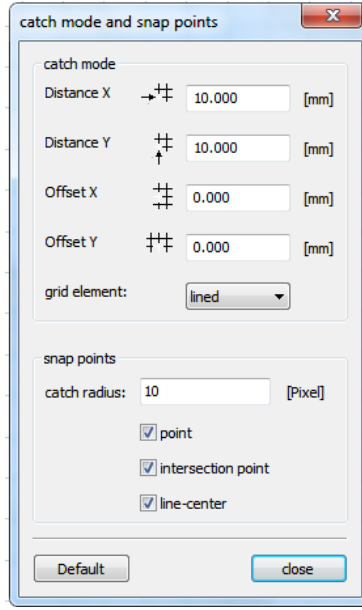 catch mode and snap points
catch mode
Distance X 10.000 [mm]
Distance Y 10.000 [mm]
Offset X 0.000 [mm]
Offset Y 0.000 [mm]
grid element: lined
snap points
catch radius: 10 [Pixel]
point
intersection point
line-center
Default close